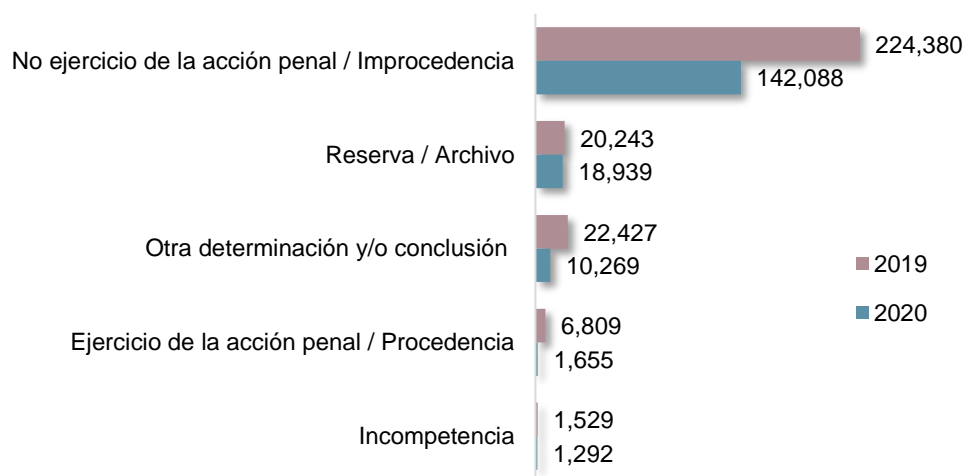 No ejercicio de la acción penal / Improcedencia
224,380
142,088
Reserva / Archivo
20,243
18,939
Otra determinación y/o conclusión
22,427
10,269
Ejercicio de la acción penal / Procedencia
6,809
1,655
Incompetencia
1,529
1,292
2019
2020